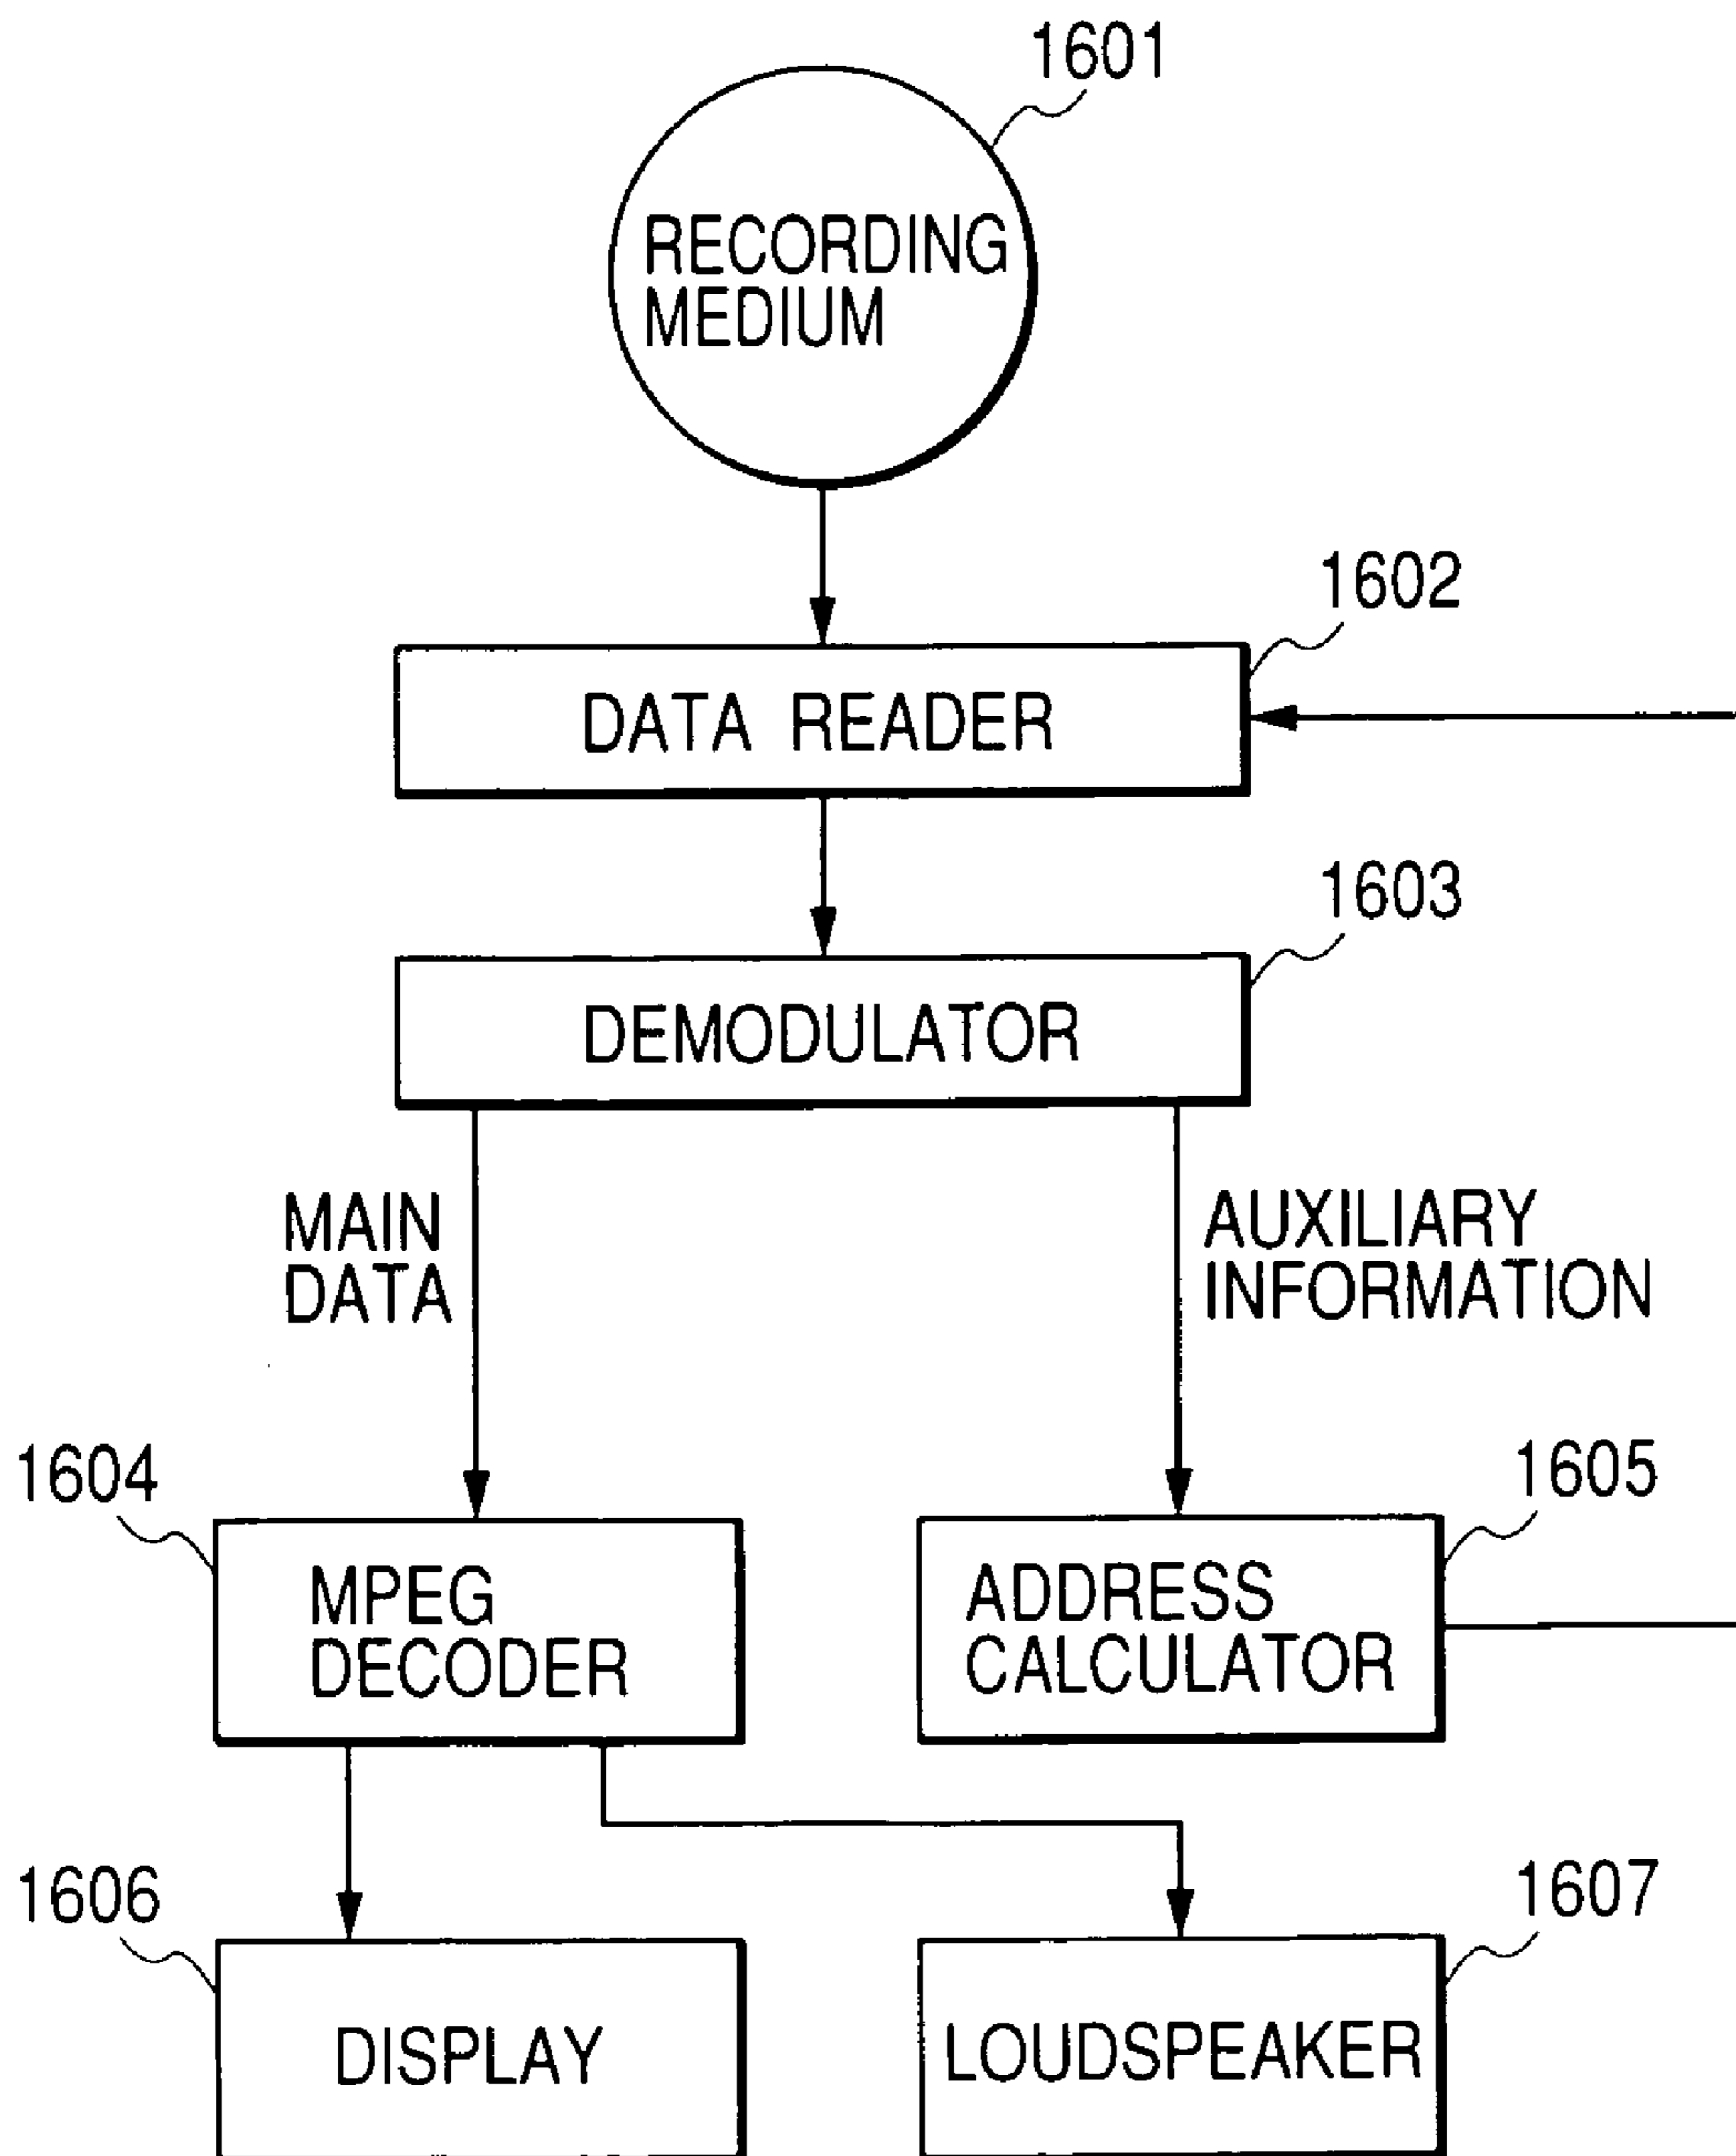 1601
RECORDING
MEDIUM
1602
DATA READER
1603
DEMODULATOR
MAIN
DATA
AUXILIARY
INFORMATION
1604
MPEG
DECODER
1605
ADDRESS
CALCULATOR
1606
DISPLAY
1607
LOUDSPEAKER